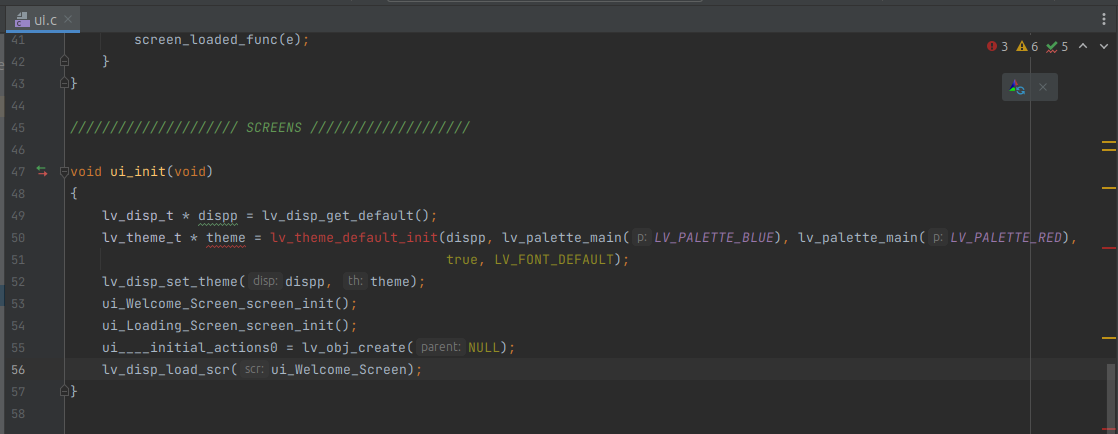 ui.c
3 6 5
41 screen_loaded_func(e);
42 }
43 }
44
45 ///////////////////// SCREENS ////////////////////
46
47 void ui_init(void)
48 {
49 lv_disp_t * dispp = lv_disp_get_default();
50 lv_theme_t * theme = lv_theme_default_init(dispp, lv_palette_main( p: LV_PALETTE_BLUE), lv_palette_main( p: LV_PALETTE_RED),
51 true, LV_FONT_DEFAULT);
52 lv_disp_set_theme( disp: dispp, th: theme);
53 ui_Welcome_Screen_screen_init();
54 ui_Loading_Screen_screen_init();
55 ui____initial_actions0 = lv_obj_create( parent: NULL);
56 lv_disp_load_scr( scr: ui_Welcome_Screen);
57 }
58